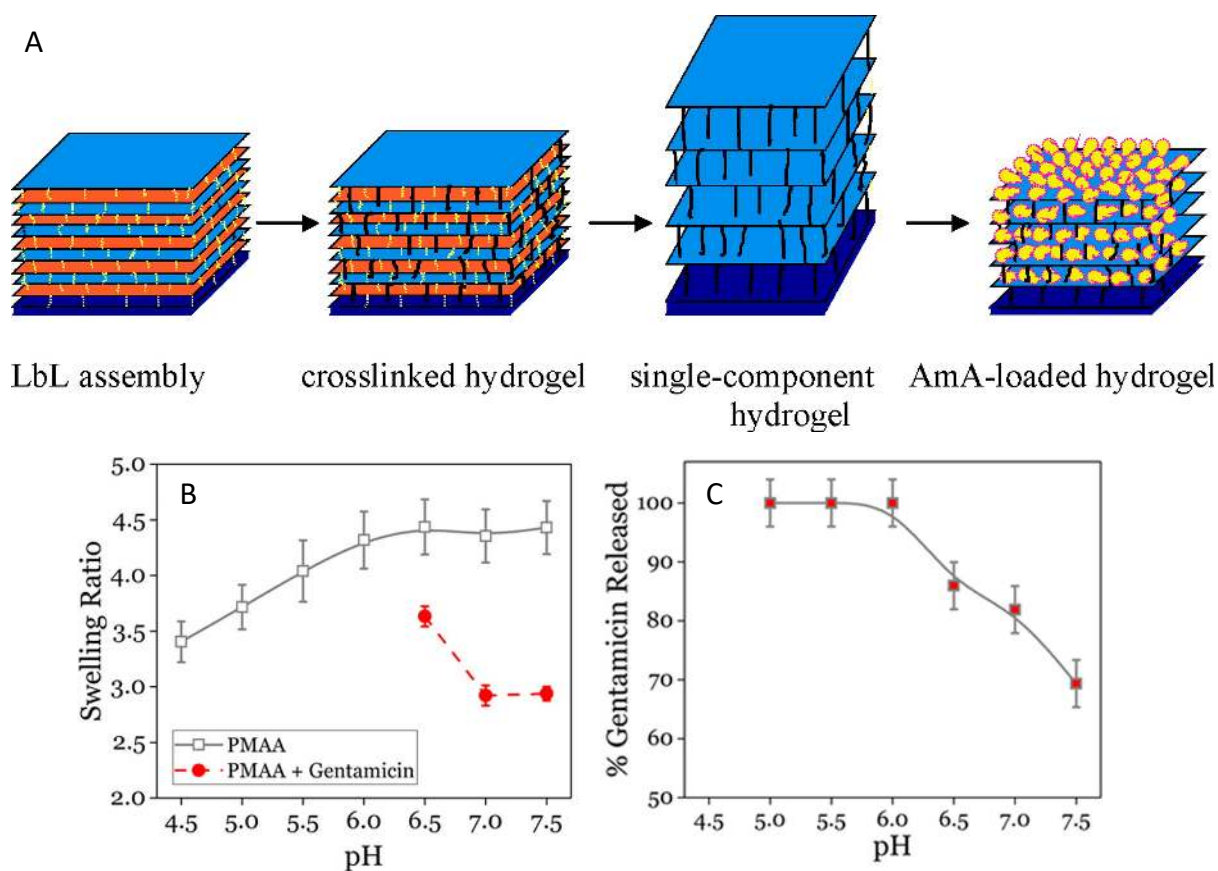 A
LbL assembly
crosslinked hydrogel
single-component
hydrogel
AmA-loaded hydrogel
B
5.0
4.5
4.0
3.5
3.0
2.5
2.0
Swelling Ratio
PMAA
PMAA + Gentamicin
4.5 5.0 5.5 6.0 6.5 7.0 7.5
pH
C
100
90
80
70
60
50
% Gentamicin Released
4.5 5.0 5.5 6.0 6.5 7.0 7.5
pH